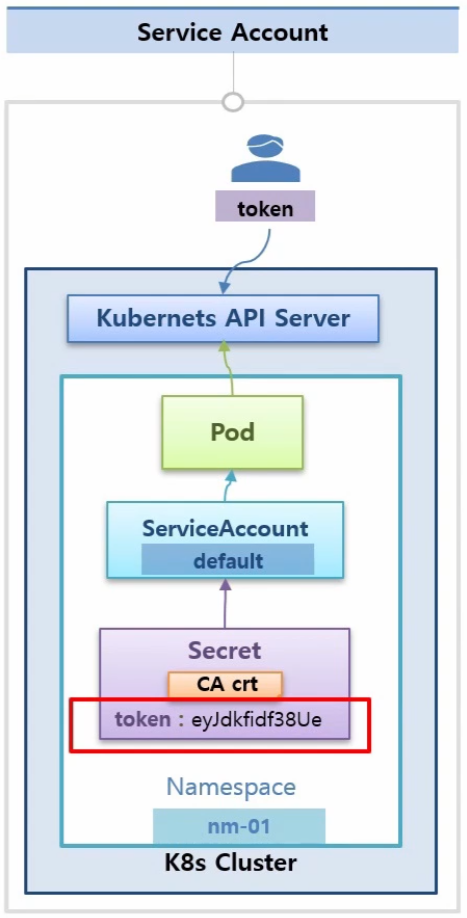 Service Account
token
Kubernets API Server
Pod
ServiceAccount
default
Secret
CA crt
token : eyJdkfidf38Ue
Namespace
nm-01
K8s Cluster